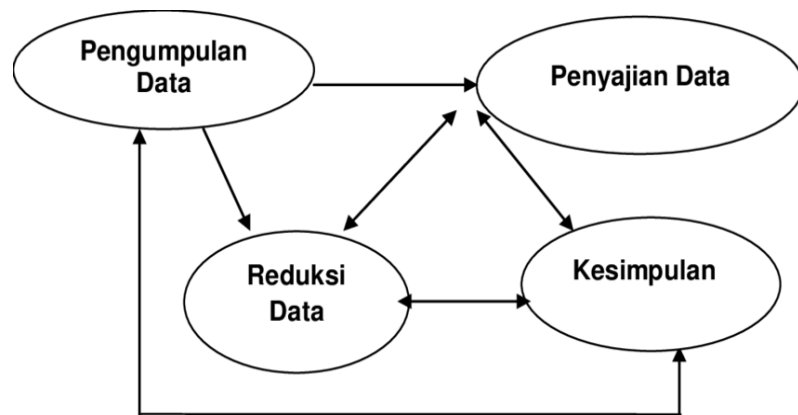 Pengumpulan
Data
Penyajian Data
Reduksi
Data
Kesimpulan